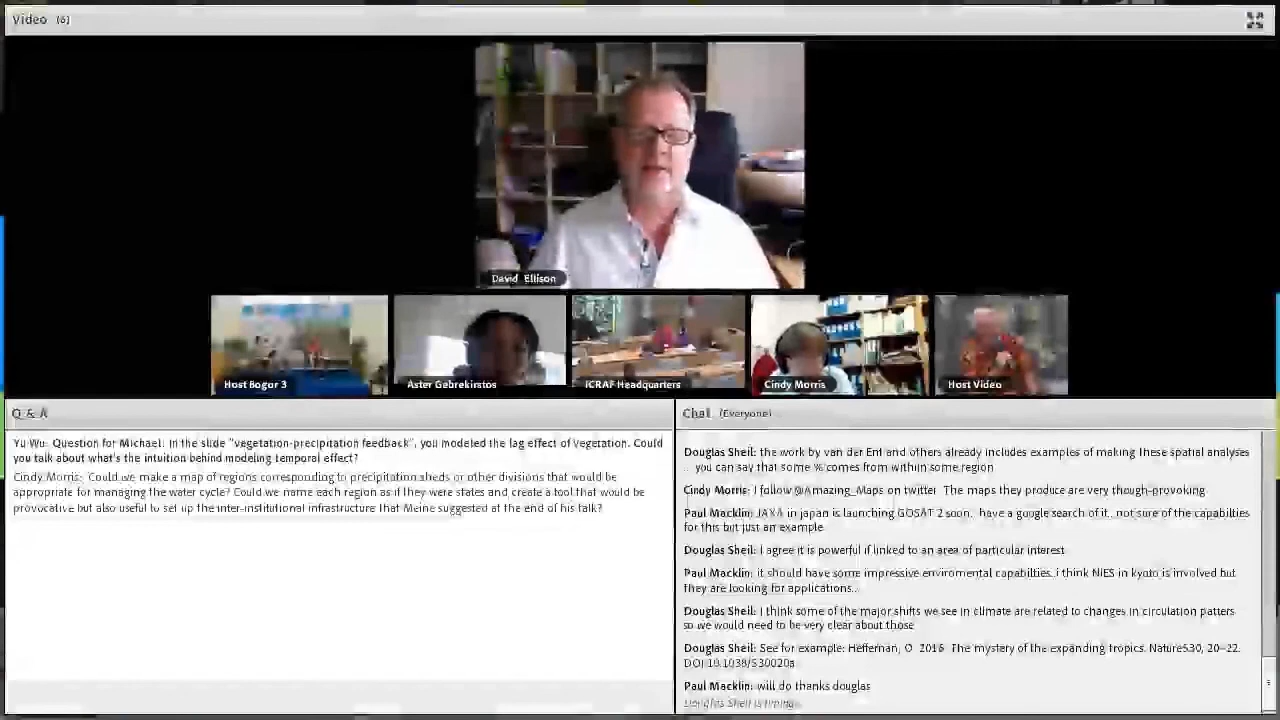 Video (6)
David Ellison
Host Bogor 3
Aster Gebrekirstos
ICRAF Headquarters
Cindy Morris
Host Video
Q & A
Yu Wu: Question for Michael: in the slide "vegetation-precipitation feedback", you modeled the lag effect of vegetation. Could
you talk about what's the intuition behind modeling temporal effect?
Cindy Morris: Could we make a map of regions corresponding to precipitation sheds or other divisions that would be
appropriate for managing the water cycle? Could we name each region as if they were states and create a tool that would be
provocative but also useful to set up the inter-institutional infrastructure that Meine suggested at the end of his talk?
Chat (Everyone)
Douglas Sheil: the work by van der Ent and others already includes examples of making these spatial analyses
.. you can say that some % comes from within some region
Cindy Morris: I follow @Amazing_Maps on twitter. The maps they produce are very though-provoking.
Paul Macklin: JAXA in japan is launching GOSAT 2 soon.. have a google search of it.. not sure of the capabilties
for this but just an example
Douglas Sheil: I agree it is powerful if linked to an area of particular interest
Paul Macklin: it should have some impressive enviromental capabilties. i think NIES in kyoto is involved but
they are looking for applications..
Douglas Sheil: I think some of the major shifts we see in climate are related to changes in circulation patters
so we would need to be very clear about those
Douglas Sheil: See for example: Heffernan, O. 2016. The mystery of the expanding tropics. Nature530, 20–22.
DOI 10.1038/530020a
Paul Macklin: will do thanks douglas
Douglas Sheil is typing...